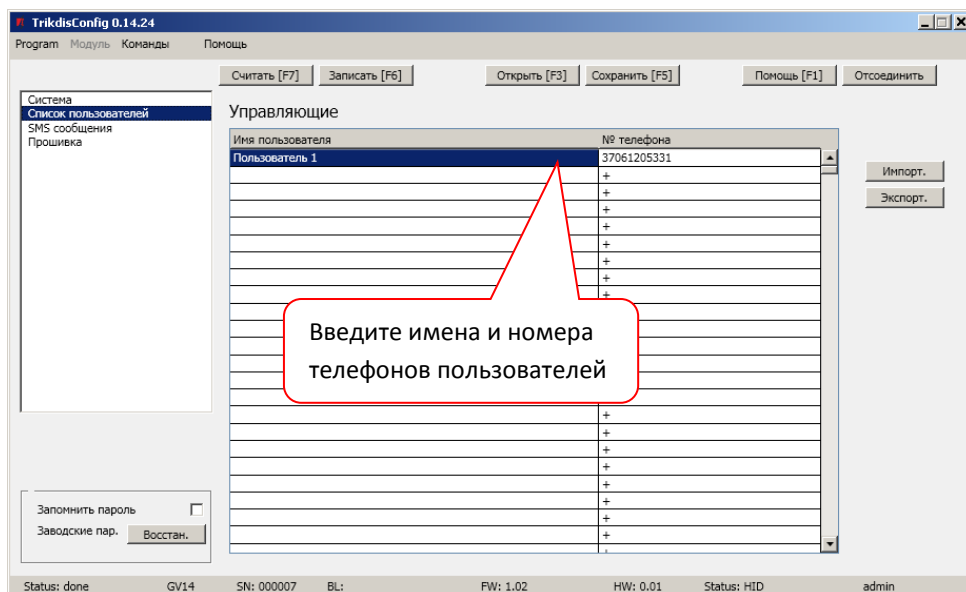 TrikdisConfig 0.14.24
Program Модуль Команды Помощь
Считать [F7] Записать [F6] Открыть [F3] Сохранить [F5] Помощь [F1] Отсоединить
Система
Список пользователей
SMS сообщения
Прошивка
Управляющие
Имя пользователя № телефона
Пользователь 1 37061205331
+
+
+
+
+
+
+
+
Импорт.
Экспорт.
Введите имена и номера
телефонов пользователей
+
+
+
+
+
+
+
+
Запомнить пароль
Заводские пар. Восстан.
Status: done GV14 SN: 000007 BL: FW: 1.02 HW: 0.01 Status: HID admin